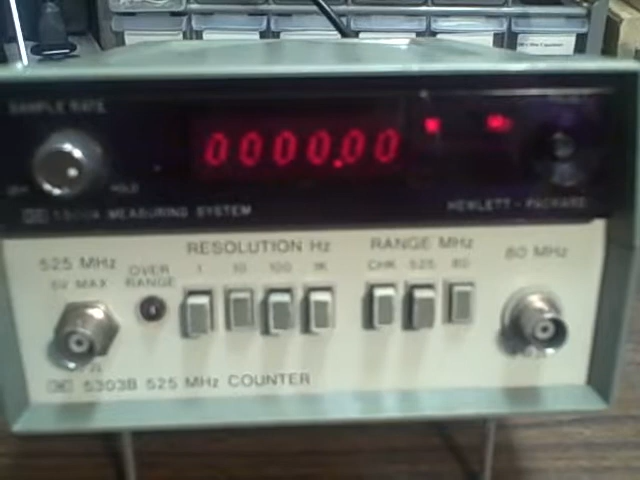 SAMPLE RATE
0000.00
HOLD
5300A MEASURING SYSTEM
HEWLETT - PACKARD
RESOLUTION Hz
RANGE MHz
525 MHz
5V MAX
OVER
RANGE
1 10 100 1K
CHK 525 80
80 MHz
5303B 525 MHz COUNTER